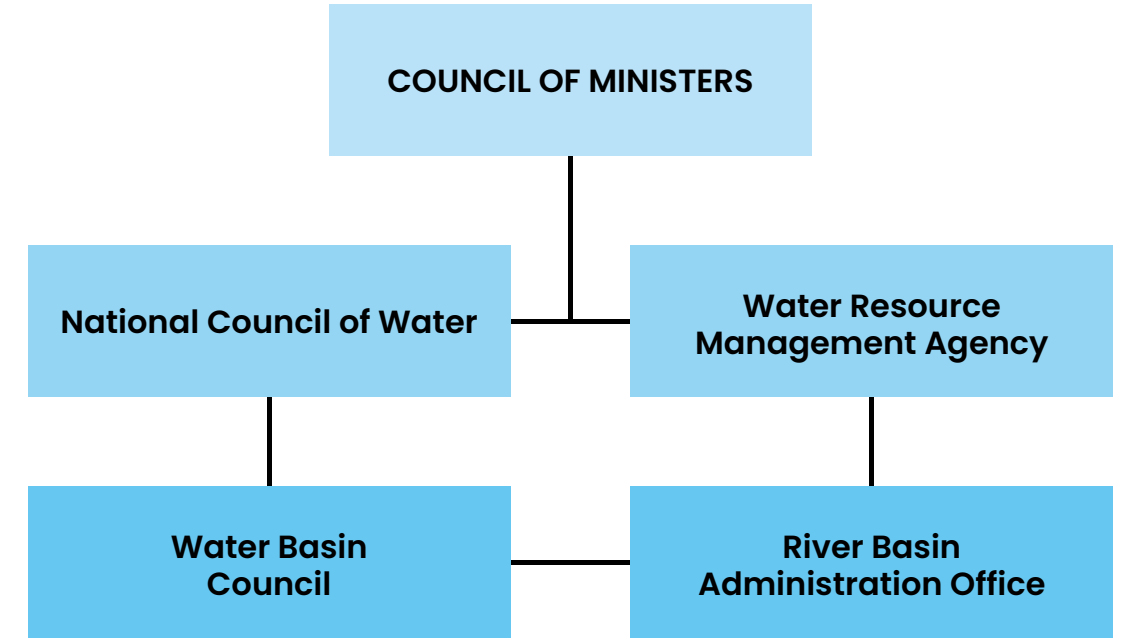 COUNCIL OF MINISTERS
National Council of Water
Water Resource
Management Agency
Water Basin
Council
River Basin
Administration Office